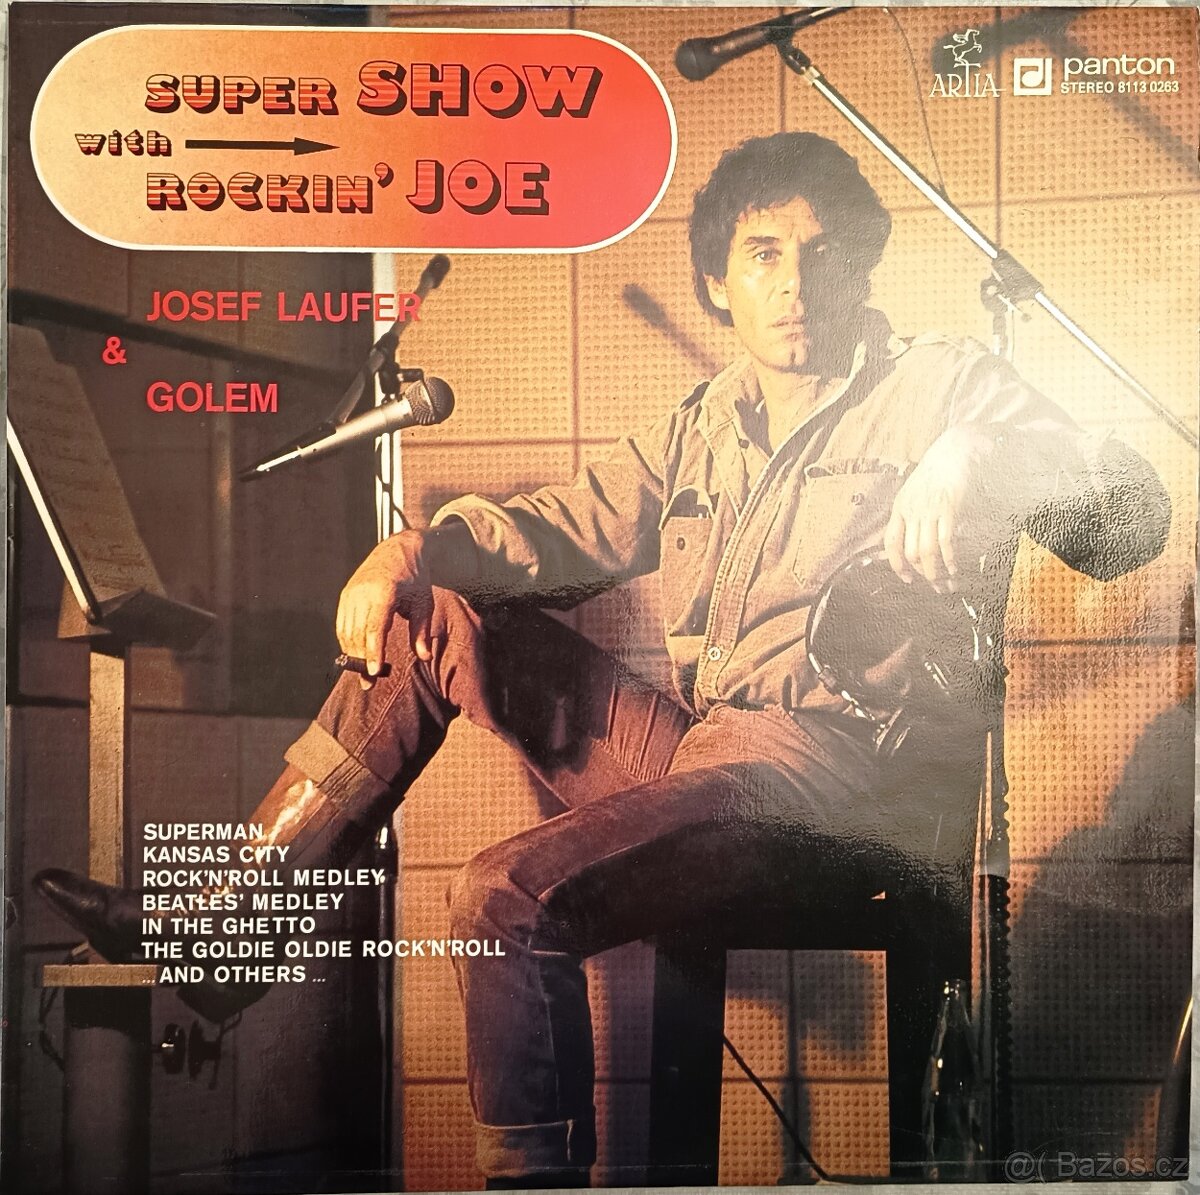 SUPER SHOW
with
ROCKIN' JOE
ARTIA
panton
STEREO 8113 0263
JOSEF LAUFER
&
GOLEM
SUPERMAN
KANSAS CITY
ROCK'N'ROLL MEDLEY
BEATLES' MEDLEY
IN THE GHETTO
THE GOLDIE OLDIE ROCK'N'ROLL
...AND OTHERS...
@( Bazos.cz